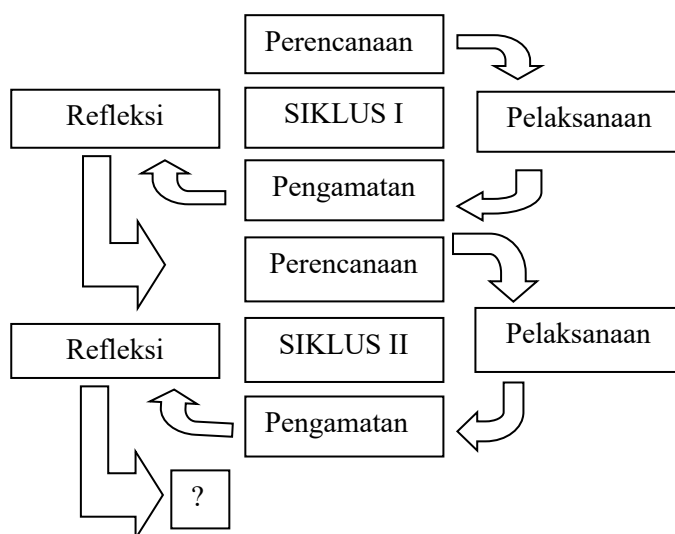 Perencanaan
Refleksi
SIKLUS I
Pelaksanaan
Pengamatan
Perencanaan
Refleksi
SIKLUS II
Pelaksanaan
Pengamatan
?